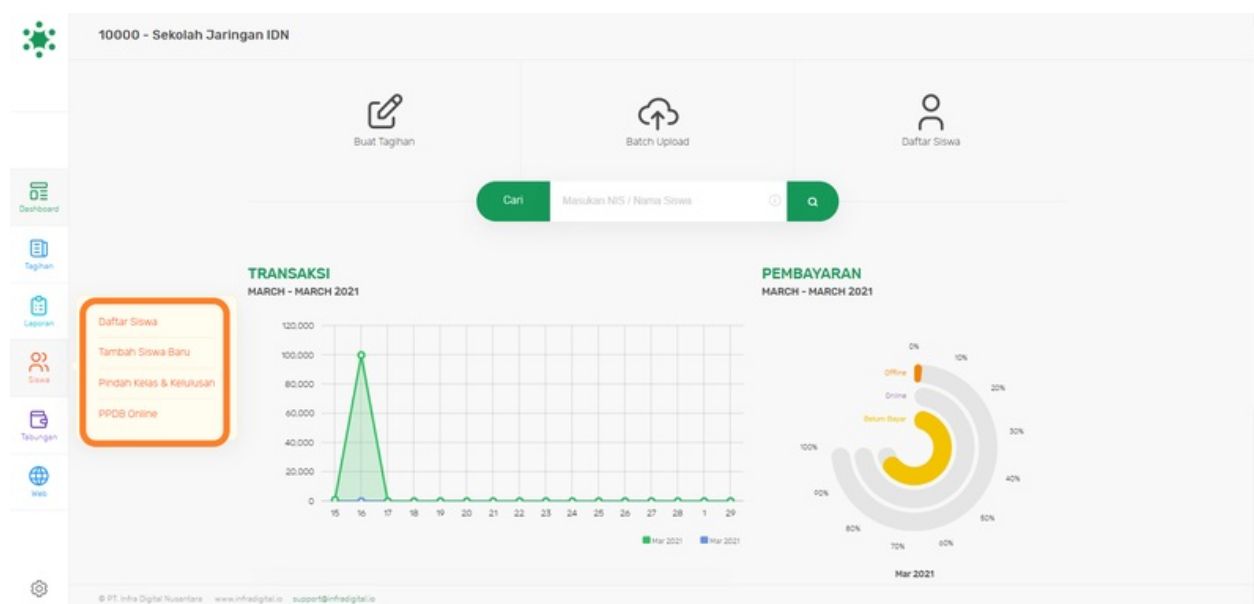 10000 - Sekolah Jaringan IDN
Buat Tagihan
Batch Upload
Daftar Siswa
Dashboard
Cari
Masukan NIS / Nama Siswa
Tagihan
TRANSAKSI
MARCH - MARCH 2021
PEMBAYARAN
MARCH - MARCH 2021
Laporan
Siswa
Tabungan
Web
Daftar Siswa
Tambah Siswa Baru
Pindah Kelas & Kelulusan
PPDB Online
120.000
100.000
80.000
60.000
40.000
20.000
0
15 16 17 18 19 20 21 22 23 24 25 26 27 28 1 29
Mar 2021 Mar 2021
Offline
Online
Belum Bayar
0%
10%
20%
30%
40%
50%
60%
70%
80%
90%
100%
Mar 2021
© PT. Infra Digital Nusantara www.infradigital.io support@infradigital.io